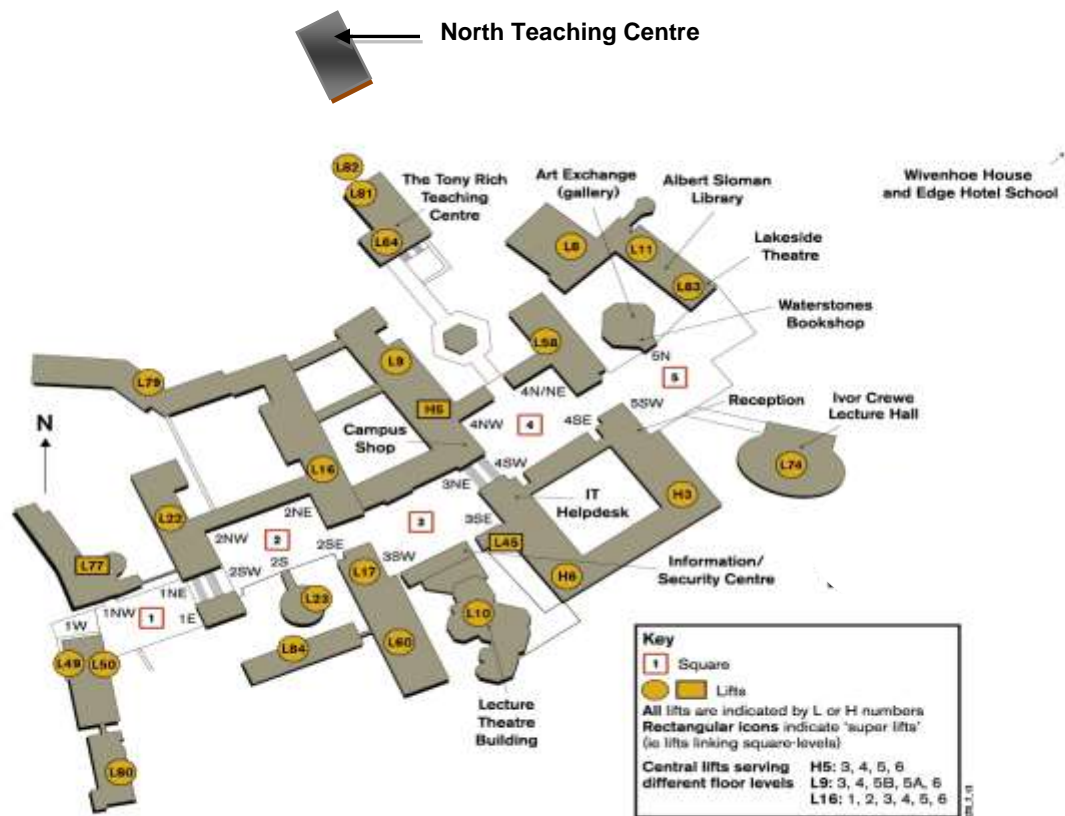 North Teaching Centre
L82
L81
The Tony Rich
Teaching
Centre
L64
Art Exchange
(gallery)
Albert Sloman
Library
Wivenhoe House
and Edge Hotel School
L8
L11
Lakeside
Theatre
L83
Waterstones
Bookshop
L58
L9
5N
5
L79
4N/NE
H5
5SW
Reception
Ivor Crewe
Lecture Hall
N
4NW
4
4SE
Campus
Shop
4SW
L74
L16
3NE
IT
Helpdesk
H3
L22
2NE
3
3SE
2NW
2
L45
2SE
3SW
Information/
Security Centre
L77
2SW
2S
L17
H6
1NE
L23
L10
1NW
1
1E
1W
L84
L60
L49
L50
Lecture
Theatre
Building
L80
Key
1 Square
Lifts
All lifts are indicated by L or H numbers
Rectangular icons indicate 'super lifts'
(ie lifts linking square-levels)
Central lifts serving H5: 3, 4, 5, 6
different floor levels L9: 3, 4, 5B, 5A, 6
L16: 1, 2, 3, 4, 5, 6